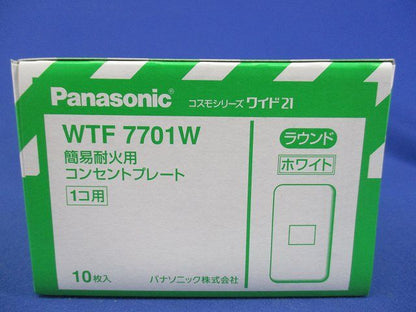 Panasonic® コスモシリーズ ワイド21
WTF 7701W
ラウンド
簡易耐火用
ホワイト
コンセントプレート
1コ用
10枚入
パナソニック株式会社